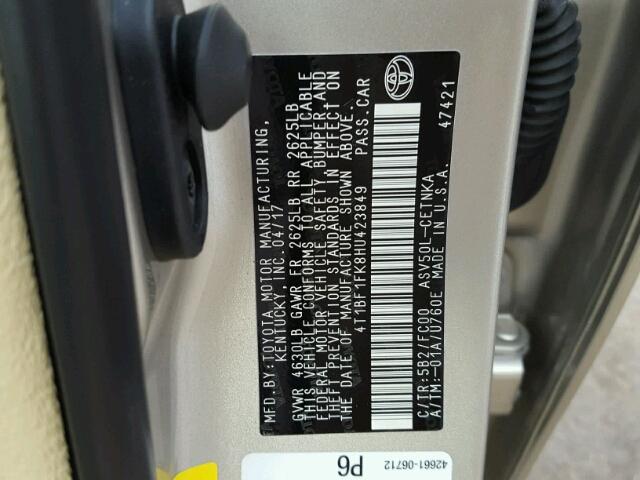 MFD.BY:TOYOTA MOTOR MANUFACTURING,
KENTUCKY, INC. 04/17
GVWR 4630LB GAWR FR 2625LB RR 2625LB
THIS VEHICLE CONFORMS TO ALL APPLICABLE
FEDERAL MOTOR VEHICLE SAFETY, BUMPER, AND
THEFT PREVENTION STANDARDS IN EFFECT ON
THE DATE OF MANUFACTURE SHOWN ABOVE.
4T1BF1FK8HU423849 PASS.CAR
C/TR:5B2/FC00 ASV50L-CETNKA
A/TM:-01A/U760E MADE IN U.S.A.
47421
42661-06712
P6